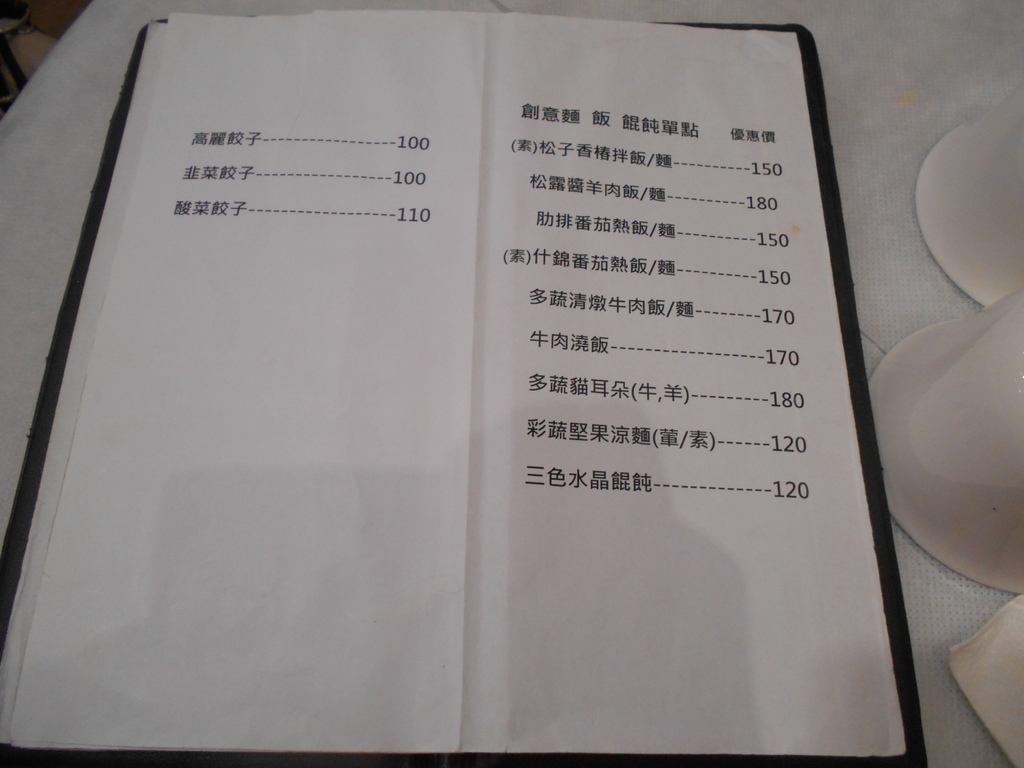 高麗餃子--------------------100
韭菜餃子--------------------100
酸菜餃子--------------------110
創意麵 飯 餛飩單點 優惠價
(素)松子香椿拌飯/麵----------150
松露醬羊肉飯/麵----------180
肋排番茄熱飯/麵----------150
(素)什錦番茄熱飯/麵----------150
多蔬清燉牛肉飯/麵--------170
牛肉澆飯------------------170
多蔬貓耳朵(牛,羊)--------180
彩蔬堅果涼麵(葷/素)------120
三色水晶餛飩-------------120